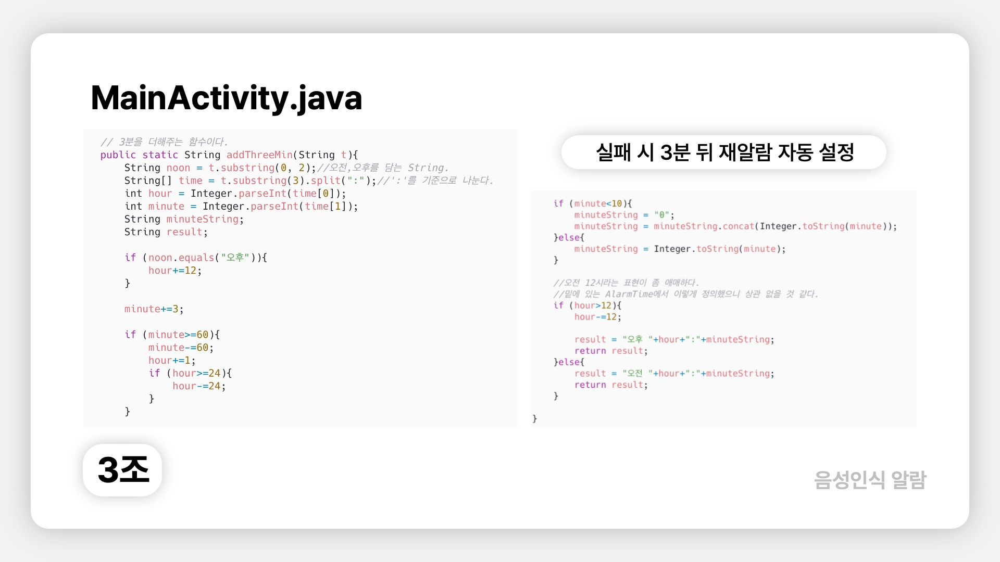 MainActivity.java
// 3분을 더해주는 함수이다.
public static String addThreeMin(String t){
    String noon = t.substring(0, 2);//오전,오후를 담는 String.
    String[] time = t.substring(3).split(":");//':'를 기준으로 나눈다.
    int hour = Integer.parseInt(time[0]);
    int minute = Integer.parseInt(time[1]);
    String minuteString;
    String result;
    if (noon.equals("오후")){
        hour+=12;
    }
    minute+=3;
    if (minute>=60){
        minute-=60;
        hour+=1;
        if (hour>=24){
            hour-=24;
        }
    }
실패 시 3분 뒤 재알람 자동 설정
    if (minute<10){
        minuteString = "0";
        minuteString = minuteString.concat(Integer.toString(minute));
    }else{
        minuteString = Integer.toString(minute);
    }
    //오전 12시라는 표현이 좀 애매하다.
    //밑에 있는 AlarmTime에서 이렇게 정의했으니 상관 없을 것 같다.
    if (hour>12){
        hour-=12;
        result = "오후 "+hour+":"+minuteString;
        return result;
    }else{
        result = "오전 "+hour+":"+minuteString;
        return result;
    }
}
3조
음성인식 알람